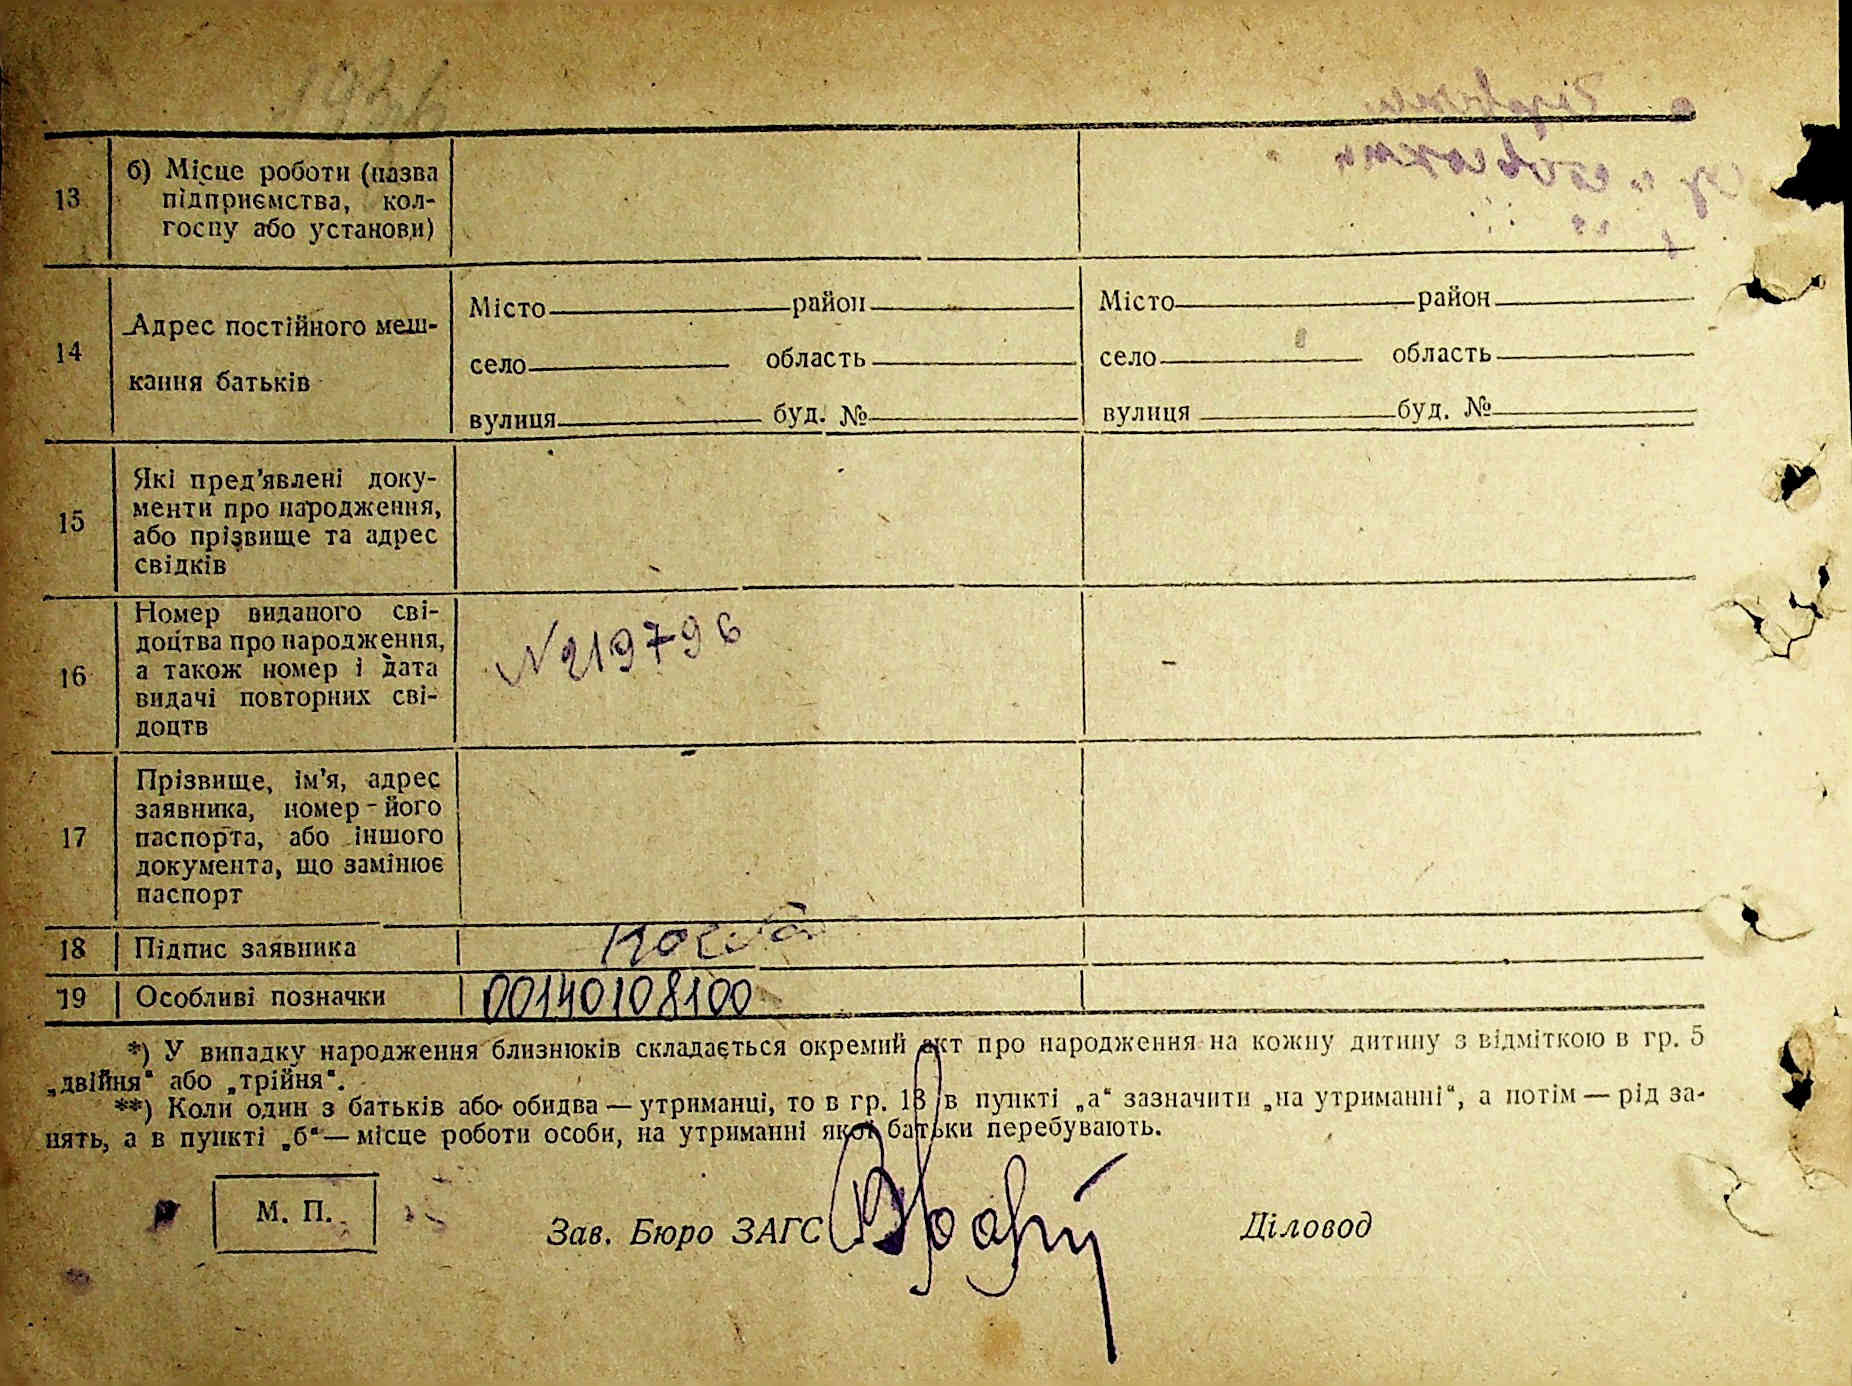 1936
13
б) Місце роботи (назва
підприємства, кол-
госпу або установи)
14
Адрес постійного меш-
кання батьків
Місто район
село область
вулиця буд. №
Місто район
село область
вулиця буд. №
15
Які пред'явлені доку-
менти про народження,
або прізвище та адрес
свідків
16
Номер виданого сві-
доцтва про народження,
а також номер і дата
видачі повторних сві-
доцтв
N 219796
17
Прізвище, ім'я, адрес
заявника, номер його
паспорта, або іншого
документа, що замінює
паспорт
18 Підпис заявника
19 Особливі позначки 00140108100
*) У випадку народження близнюків складається окремий акт про народження на кожну дитину з відміткою в гр. 5
„двійня“ або „трійня“.
**) Коли один з батьків або обидва — утриманці, то в гр. 13 в пункті „а“ зазначити „на утриманні“, а потім — рід за-
нять, а в пункті „б“ — місце роботи особи, на утриманні якої батьки перебувають.
М. П.
Зав. Бюро ЗАГС
Діловод